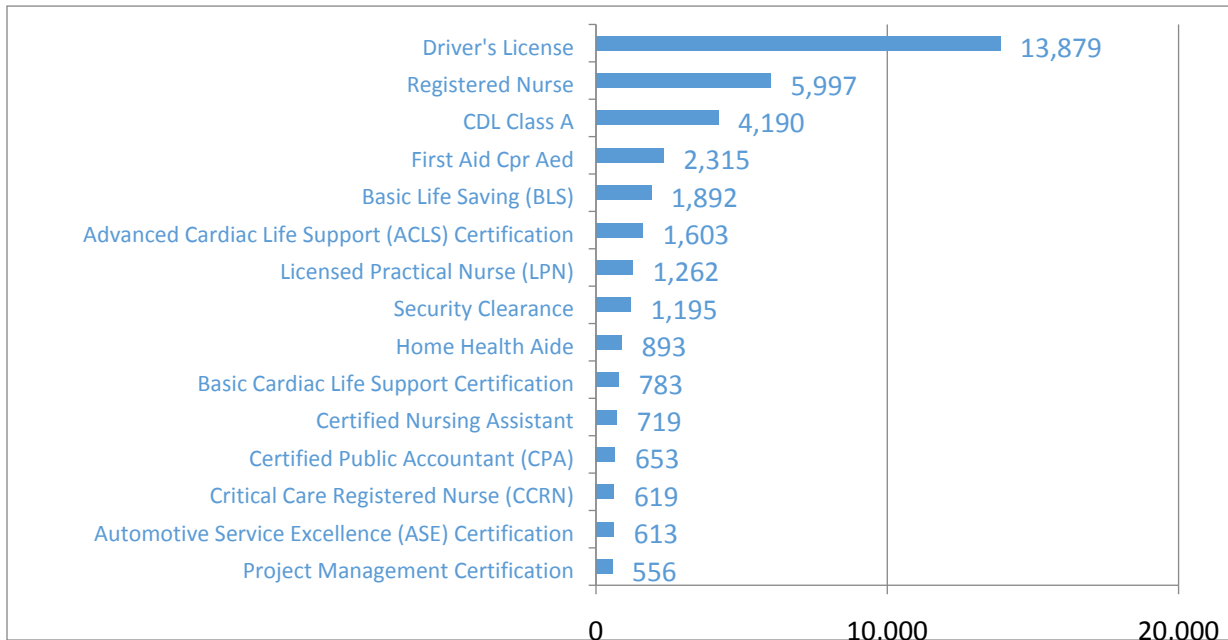 Driver's License 13,879
Registered Nurse 5,997
CDL Class A 4,190
First Aid Cpr Aed 2,315
Basic Life Saving (BLS) 1,892
Advanced Cardiac Life Support (ACLS) Certification 1,603
Licensed Practical Nurse (LPN) 1,262
Security Clearance 1,195
Home Health Aide 893
Basic Cardiac Life Support Certification 783
Certified Nursing Assistant 719
Certified Public Accountant (CPA) 653
Critical Care Registered Nurse (CCRN) 619
Automotive Service Excellence (ASE) Certification 613
Project Management Certification 556
0 10,000 20,000